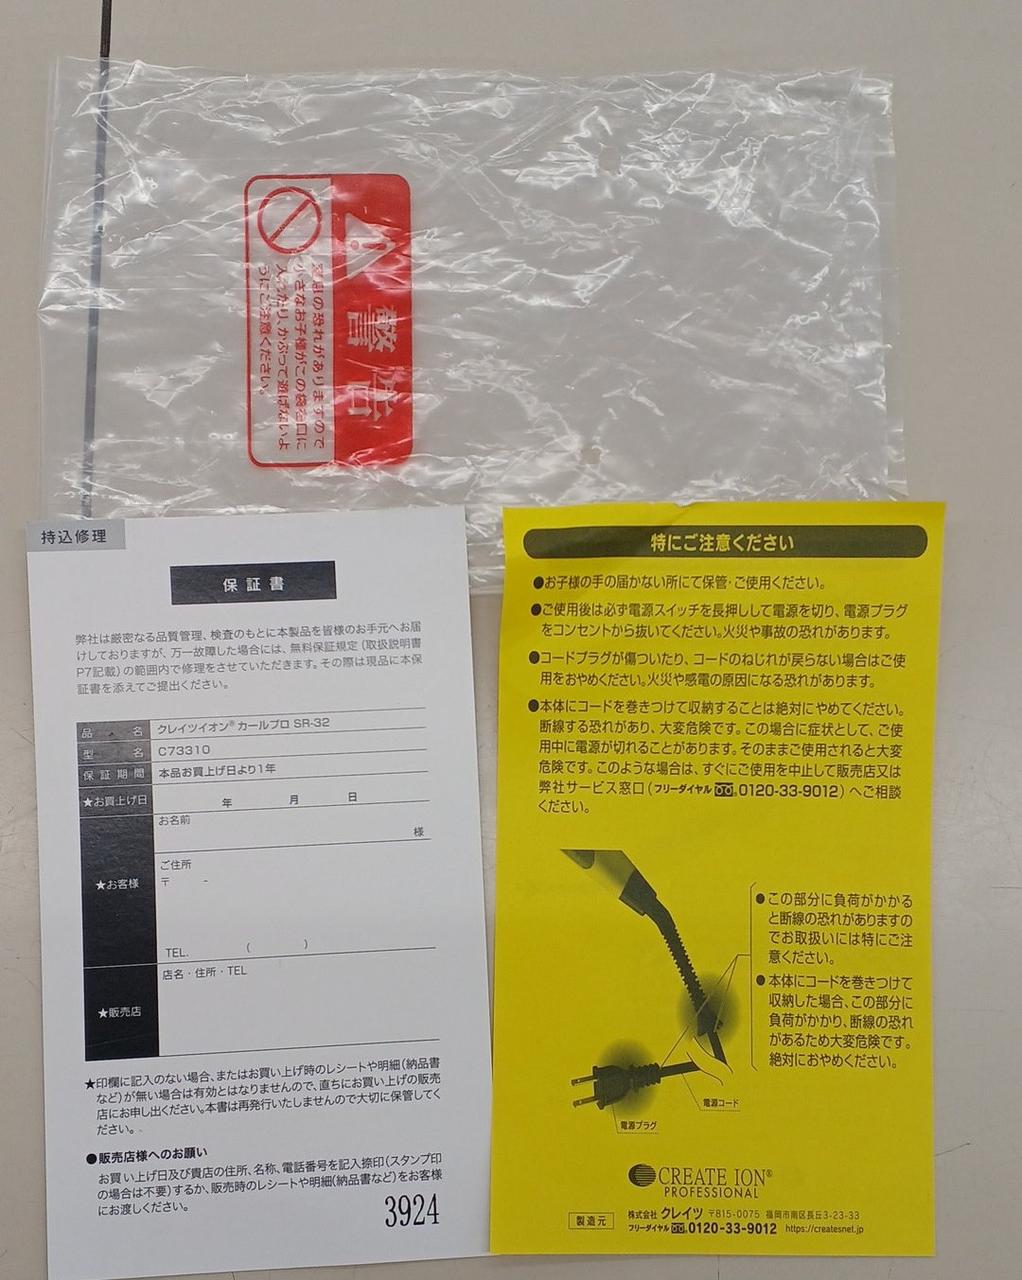 警告
窒息の恐れがありますので
小さなお子様がこの袋を口に
入れたり、かぶって遊ばないよ
うにご注意ください。
持込修理
保証書
弊社は厳密なる品質管理、検査のもとに本製品を皆様のお手元へお届
けしておりますが、万一故障した場合には、無料保証規定（取扱説明書
P7記載）の範囲内で修理をさせていただきます。その際は現品に本保
証書を添えてご提出ください。
品名 クレイツイオン®カールプロ SR-32
型名 C73310
保証期間 本品お買上げ日より1年
★お買上げ日 年 月 日
お名前
様
★お客様
ご住所
〒 -
TEL. ( )
店名・住所・TEL
★販売店
★印欄に記入のない場合、またはお買い上げ時のレシートや明細（納品書
など）が無い場合は有効とはなりませんので、直ちにお買い上げの販売
店にお申し出ください。本書は再発行いたしませんので大切に保管してく
ださい。
●販売店様へのお願い
お買い上げ日及び貴店の住所、名称、電話番号を記入捺印（スタンプ印
の場合は不要）するか、販売時のレシートや明細（納品書など）をお客様
にお渡しください。
3924
特にご注意ください
●お子様の手の届かない所にて保管・ご使用ください。
●ご使用後は必ず電源スイッチを長押しして電源を切り、電源プラグ
をコンセントから抜いてください。火災や事故の恐れがあります。
●コードプラグが傷ついたり、コードのねじれが戻らない場合はご使
用をおやめください。火災や感電の原因になる恐れがあります。
●本体にコードを巻きつけて収納することは絶対にやめてください。
断線する恐れがあり、大変危険です。この場合に症状として、ご使
用中に電源が切れることがあります。そのままご使用されると大変
危険です。このような場合は、すぐにご使用を中止して販売店又は
弊社サービス窓口（フリーダイヤル 0120-33-9012）へご相談
ください。
●この部分に負荷がかかる
と断線の恐れがありますの
でお取扱いには特にご注
意ください。
●本体にコードを巻きつけて
収納した場合、この部分に
負荷がかかり、断線の恐れ
があるため大変危険です。
絶対におやめください。
電源コード
電源プラグ
CREATE ION®
PROFESSIONAL
製造元
株式会社 クレイツ 〒815-0075 福岡市南区長丘3-23-33
フリーダイヤル 0120-33-9012 https://createsnet.jp